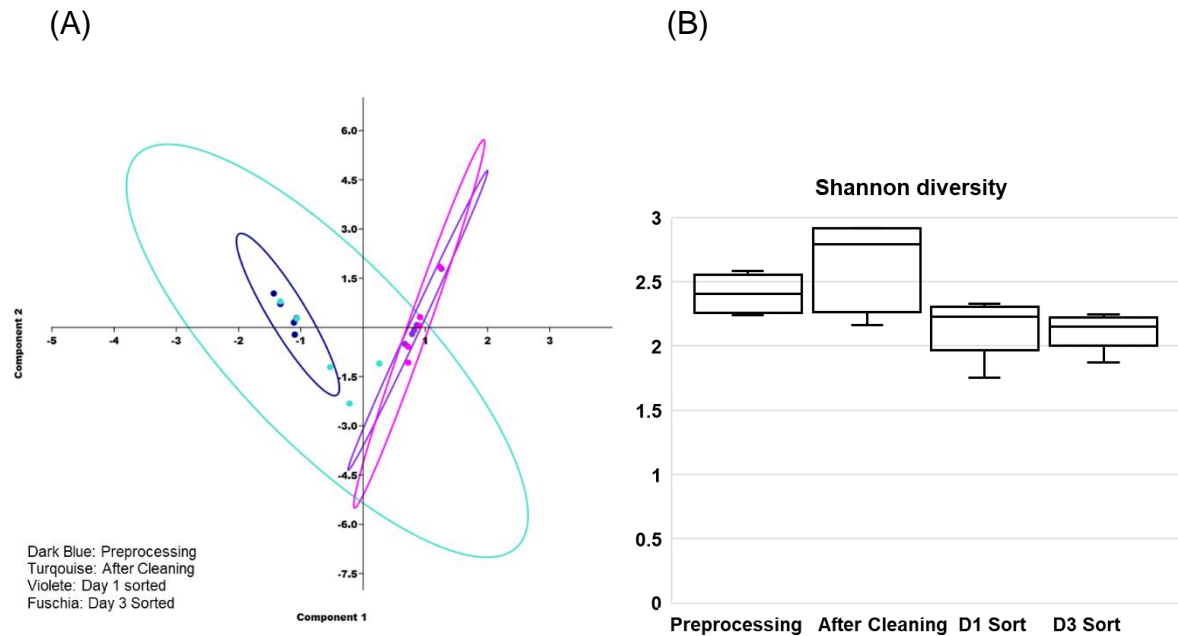 (A)
(B)
6.0
4.5
3.0
1.5
-5 -4 -3 -2 -1 1 2 3
-1.5
-3.0
-4.5
-6.0
-7.5
Component 2
Component 1
Dark Blue: Preprocessing
Turqouise: After Cleaning
Violete: Day 1 sorted
Fuschia: Day 3 Sorted
Shannon diversity
3
2.5
2
1.5
1
0.5
0
Preprocessing After Cleaning D1 Sort D3 Sort